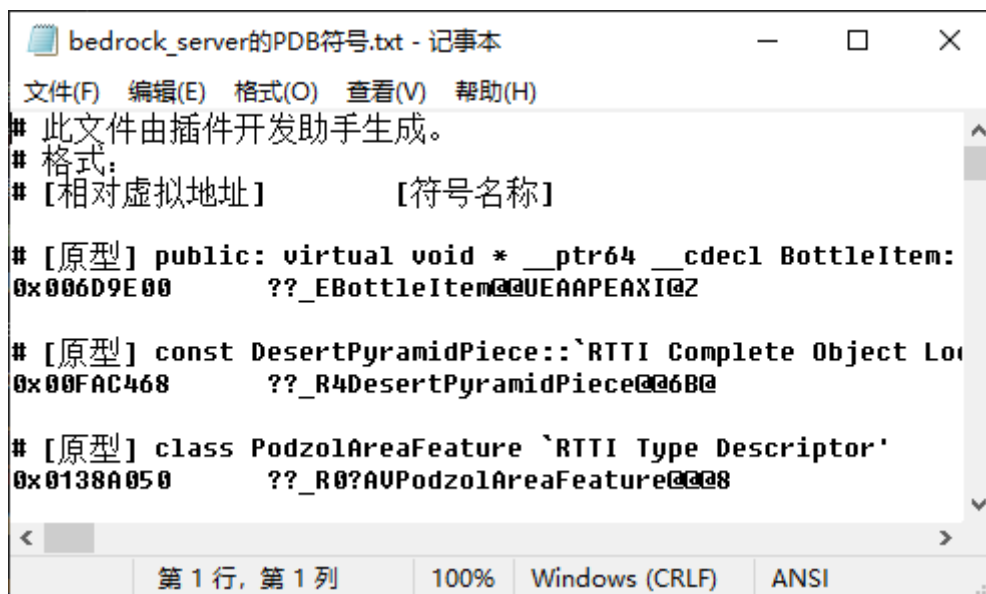 bedrock_server的PDB符号.txt - 记事本
文件(F) 编辑(E) 格式(O) 查看(V) 帮助(H)
# 此文件由插件开发助手生成。
# 格式:
# [相对虚拟地址] [符号名称]
# [原型] public: virtual void * __ptr64 __cdecl BottleItem:
0x006D9E00 ??_EBottleItem@@UEAAPEAXI@Z
# [原型] const DesertPyramidPiece::`RTTI Complete Object Lo
0x00FAC468 ??_R4DesertPyramidPiece@@6B@
# [原型] class PodzolAreaFeature `RTTI Type Descriptor'
0x0138A050 ??_R0?AVPodzolAreaFeature@@@8
第 1 行, 第 1 列 100% Windows (CRLF) ANSI